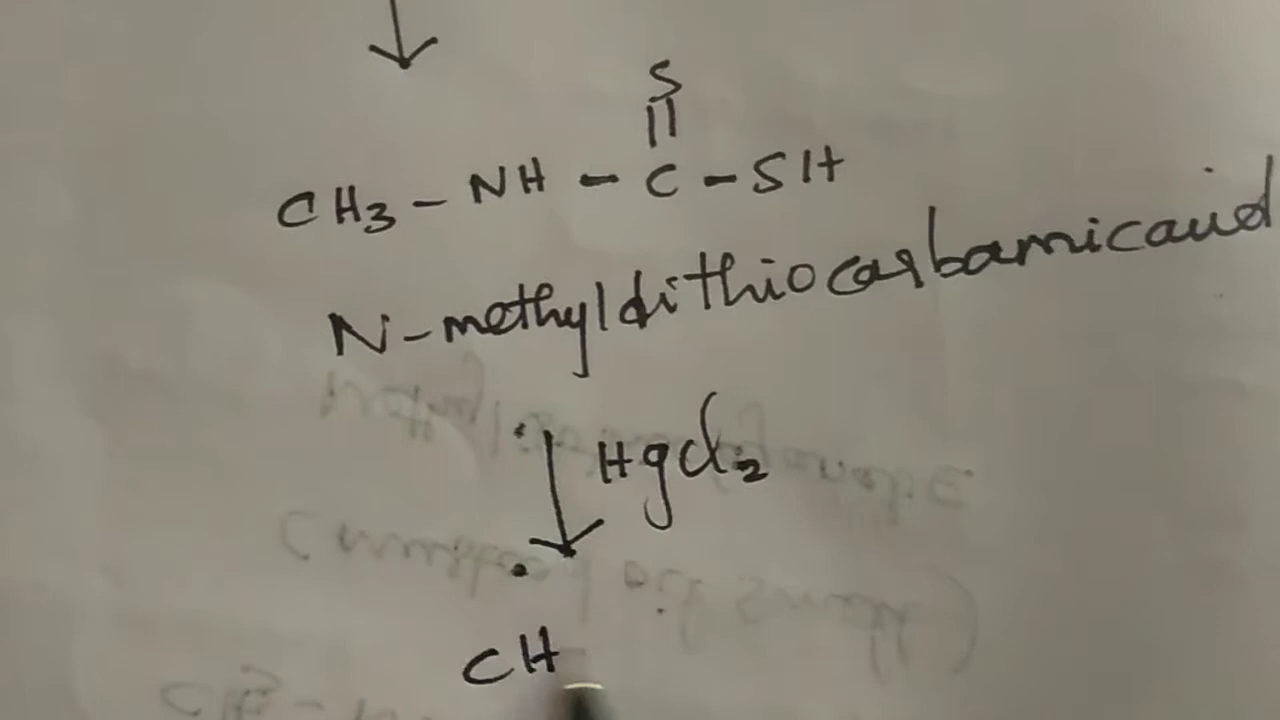 S
||
CH3 - NH - C - SH
N-methyldithiocarbamicacid
HgCl2
CH